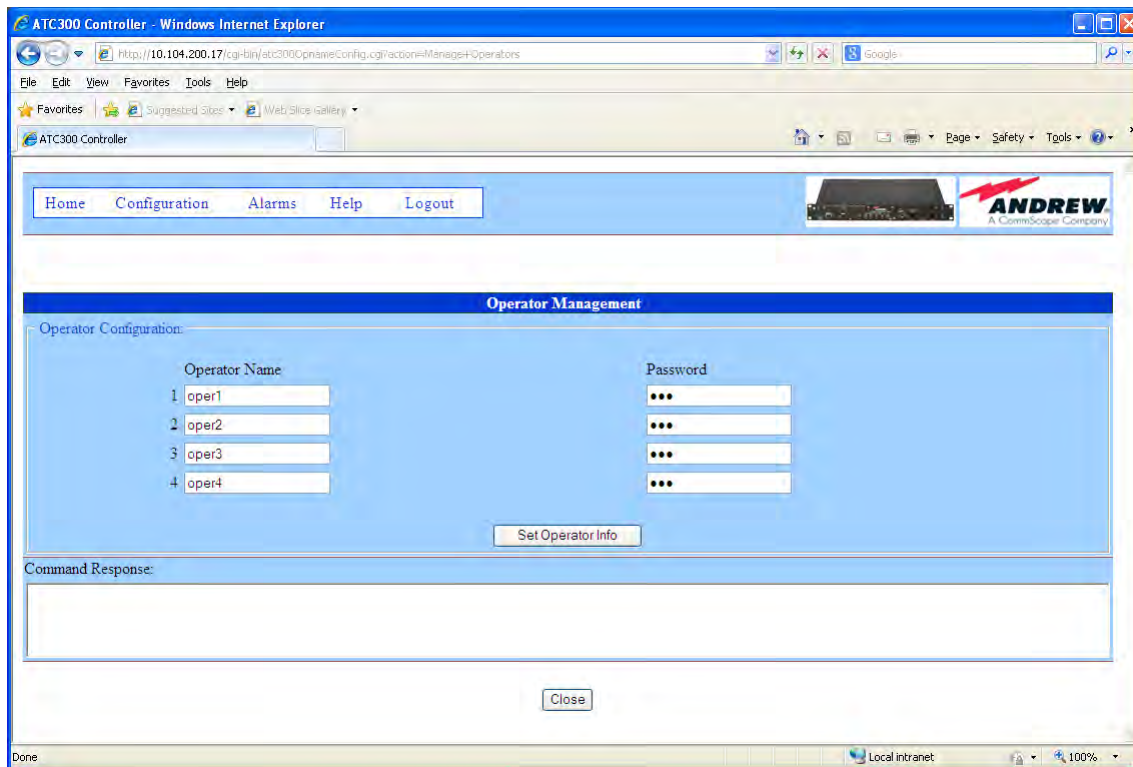 ATC300 Controller - Windows Internet Explorer
http://10.104.200.17/cgi-bin/atc300OpnameConfig.cgi?action=Manage+Operators
Google
File Edit View Favorites Tools Help
Favorites Suggested Sites Web Slice Gallery
ATC300 Controller Page Safety Tools
Home Configuration Alarms Help Logout
ANDREW.
A CommScope Company
Operator Management
Operator Configuration:
Operator Name Password
1 oper1 •••
2 oper2 •••
3 oper3 •••
4 oper4 •••
Set Operator Info
Command Response:
Close
Done Local intranet 100%